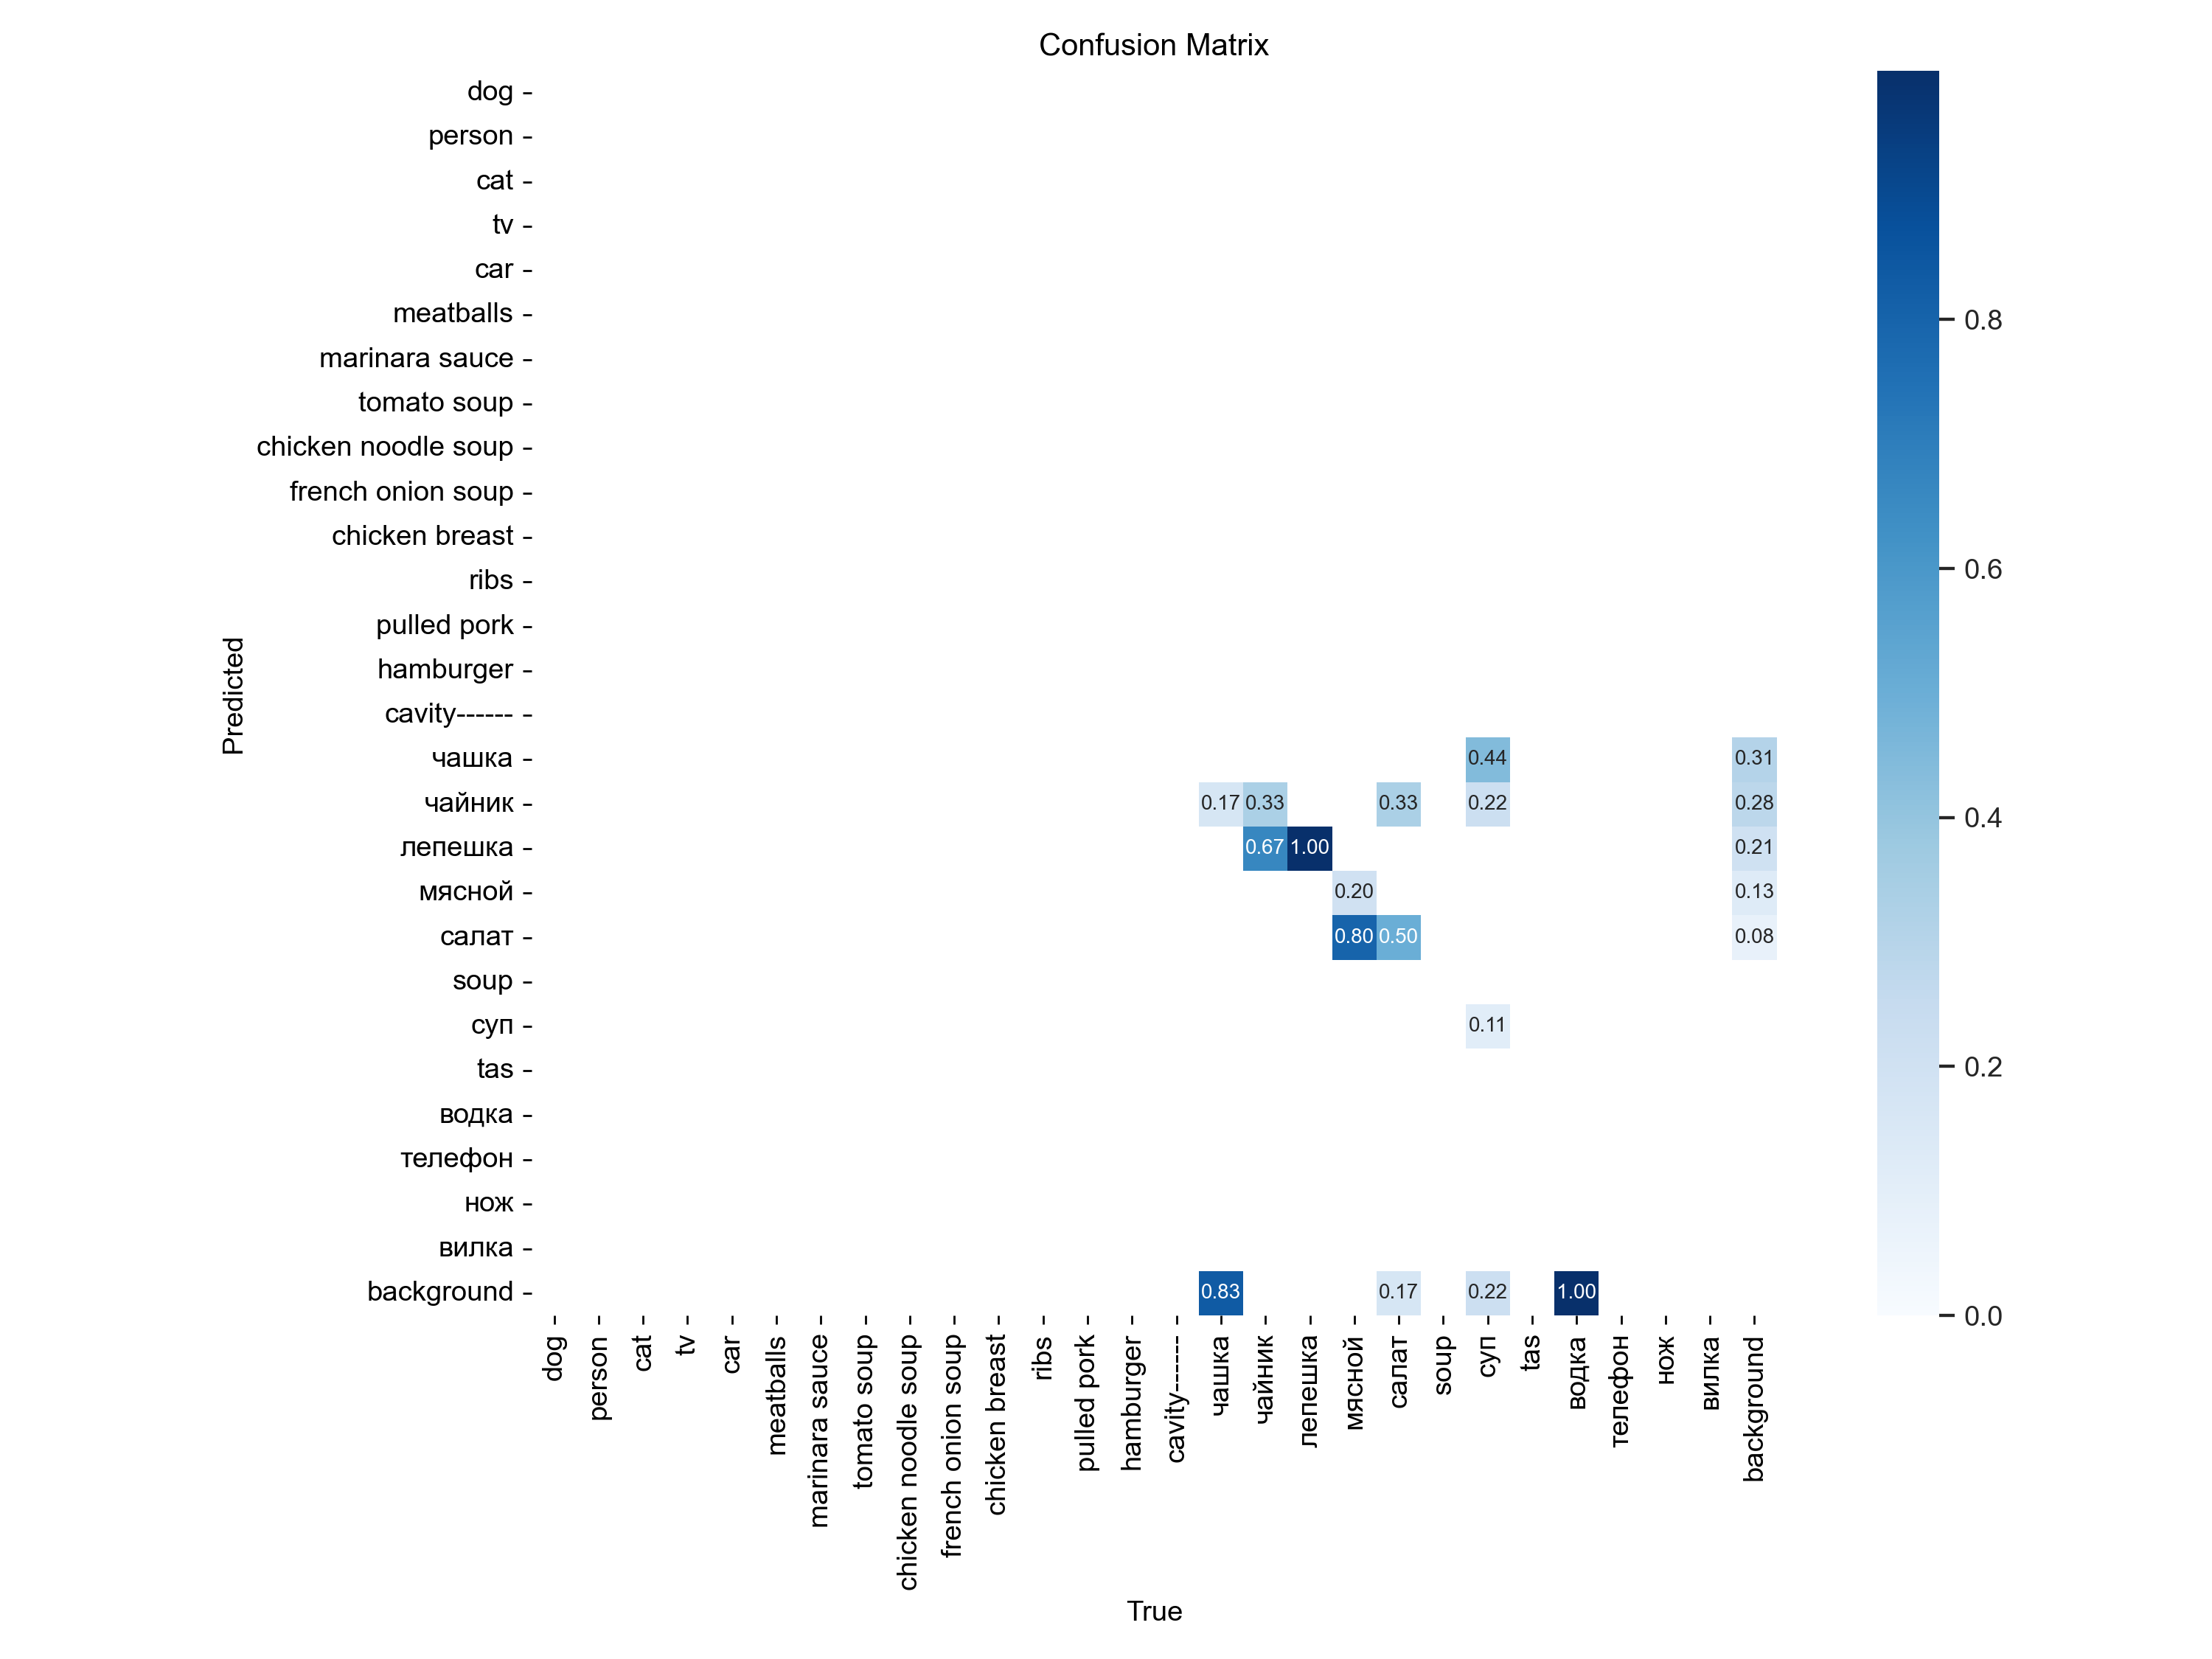 Confusion Matrix
Predicted
dog
person
cat
tv
car
meatballs
marinara sauce
tomato soup
chicken noodle soup
french onion soup
chicken breast
ribs
pulled pork
hamburger
cavity------
чашка
0.44
0.31
чайник
0.17
0.33
0.33
0.22
0.28
лепешка
0.67
1.00
0.21
мясной
0.20
0.13
салат
0.80
0.50
0.08
soup
суп
0.11
tas
водка
телефон
нож
вилка
background
0.83
0.17
0.22
1.00
dog
person
cat
tv
car
meatballs
marinara sauce
tomato soup
chicken noodle soup
french onion soup
chicken breast
ribs
pulled pork
hamburger
cavity------
чашка
чайник
лепешка
мясной
салат
soup
суп
tas
водка
телефон
нож
вилка
background
True
0.8
0.6
0.4
0.2
0.0